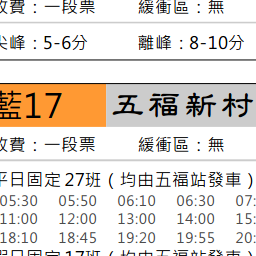 收費：一段票 緩衝區：無
尖峰：5-6分 離峰：8-10分
藍17 五福新村
收費：一段票 緩衝區：無
平日固定27班（均由五福站發車）
05:30 05:50 06:10 06:30 07:
11:00 12:00 13:00 14:00 15:
18:10 18:45 19:20 19:55 20:
假日固定17班（均由五福站發車）